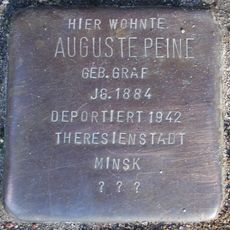 HIER WOHNTE
AUGUSTE PEINE
GEB. GRAF
JG. 1884
DEPORTIERT 1942
THERESIENSTADT
MINSK
? ? ?